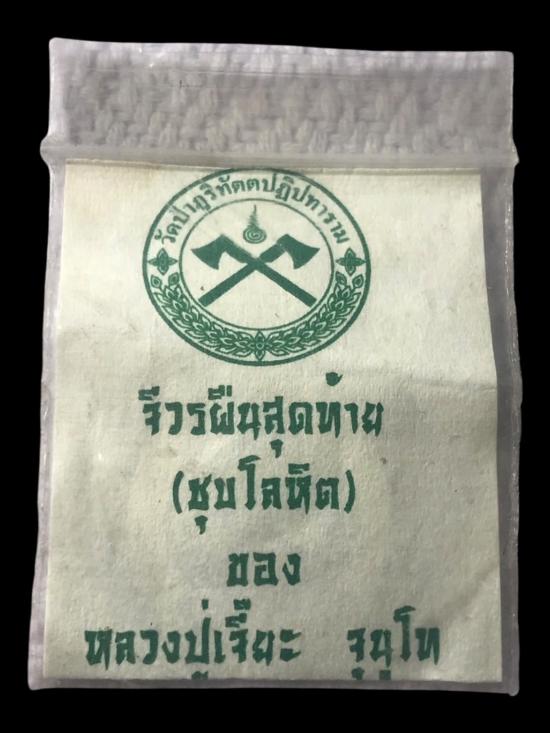 วัดป่าภูริทัตตปฏิปทาราม
จีวรผืนสุดท้าย
(ชุบโลหิต)
ของ
หลวงปู่เจี๊ยะ จุนฺโท